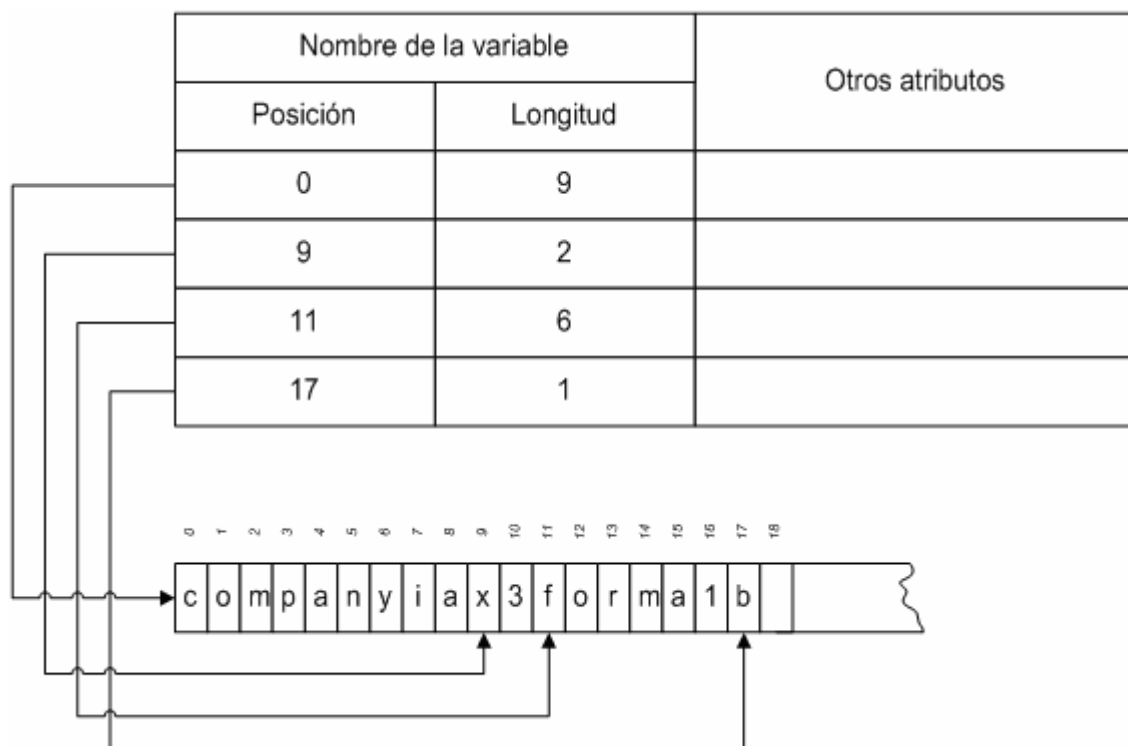 Nombre de la variable
Otros atributos
Posición Longitud
0 9
9 2
11 6
17 1
0 1 2 3 4 5 6 7 8 9 10 11 12 13 14 15 16 17 18
c o m p a n y i a x 3 f o r m a 1 b